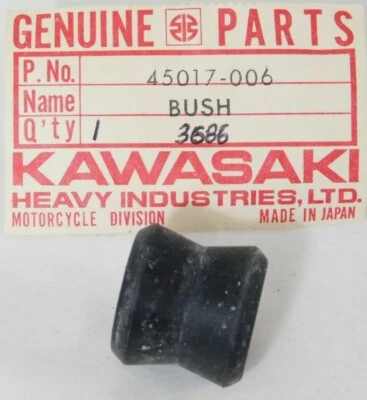 GENUINE PARTS
P. No. 45017-006
Name BUSH
Q'ty 1 3686
KAWASAKI
HEAVY INDUSTRIES, LTD.
MOTORCYCLE DIVISION MADE IN JAPAN